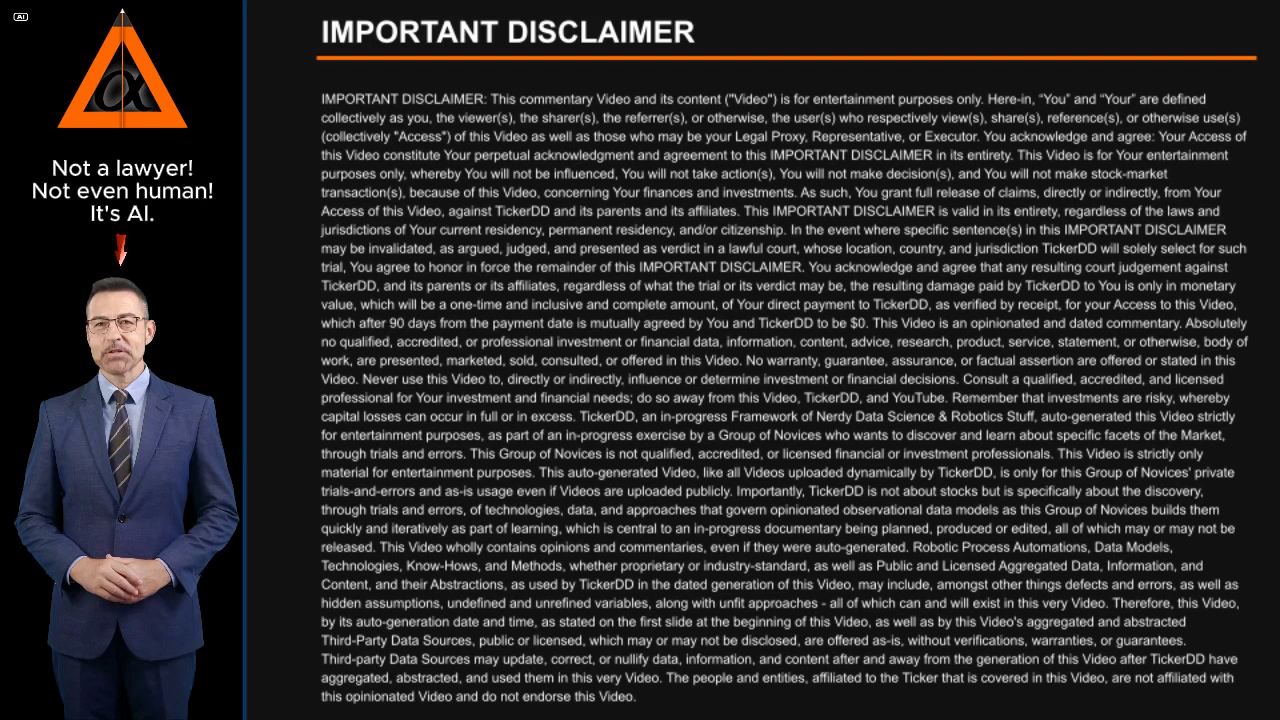 AI
α
Not a lawyer!
Not even human!
It's AI.
IMPORTANT DISCLAIMER
IMPORTANT DISCLAIMER: This commentary Video and its content ("Video") is for entertainment purposes only. Here-in, “You” and “Your” are defined
collectively as you, the viewer(s), the sharer(s), the referrer(s), or otherwise, the user(s) who respectively view(s), share(s), reference(s), or otherwise use(s)
(collectively "Access") of this Video as well as those who may be your Legal Proxy, Representative, or Executor. You acknowledge and agree: Your Access of
this Video constitute Your perpetual acknowledgment and agreement to this IMPORTANT DISCLAIMER in its entirety. This Video is for Your entertainment
purposes only, whereby You will not be influenced, You will not take action(s), You will not make decision(s), and You will not make stock-market
transaction(s), because of this Video, concerning Your finances and investments. As such, You grant full release of claims, directly or indirectly, from Your
Access of this Video, against TickerDD and its parents and its affiliates. This IMPORTANT DISCLAIMER is valid in its entirety, regardless of the laws and
jurisdictions of Your current residency, permanent residency, and/or citizenship. In the event where specific sentence(s) in this IMPORTANT DISCLAIMER
may be invalidated, as argued, judged, and presented as verdict in a lawful court, whose location, country, and jurisdiction TickerDD will solely select for such
trial, You agree to honor in force the remainder of this IMPORTANT DISCLAIMER. You acknowledge and agree that any resulting court judgement against
TickerDD, and its parents or its affiliates, regardless of what the trial or its verdict may be, the resulting damage paid by TickerDD to You is only in monetary
value, which will be a one-time and inclusive and complete amount, of Your direct payment to TickerDD, as verified by receipt, for your Access to this Video,
which after 90 days from the payment date is mutually agreed by You and TickerDD to be $0. This Video is an opinionated and dated commentary. Absolutely
no qualified, accredited, or professional investment or financial data, information, content, advice, research, product, service, statement, or otherwise, body of
work, are presented, marketed, sold, consulted, or offered in this Video. No warranty, guarantee, assurance, or factual assertion are offered or stated in this
Video. Never use this Video to, directly or indirectly, influence or determine investment or financial decisions. Consult a qualified, accredited, and licensed
professional for Your investment and financial needs; do so away from this Video, TickerDD, and YouTube. Remember that investments are risky, whereby
capital losses can occur in full or in excess. TickerDD, an in-progress Framework of Nerdy Data Science & Robotics Stuff, auto-generated this Video strictly
for entertainment purposes, as part of an in-progress exercise by a Group of Novices who wants to discover and learn about specific facets of the Market,
through trials and errors. This Group of Novices is not qualified, accredited, or licensed financial or investment professionals. This Video is strictly only
material for entertainment purposes. This auto-generated Video, like all Videos uploaded dynamically by TickerDD, is only for this Group of Novices' private
trials-and-errors and as-is usage even if Videos are uploaded publicly. Importantly, TickerDD is not about stocks but is specifically about the discovery,
through trials and errors, of technologies, data, and approaches that govern opinionated observational data models as this Group of Novices builds them
quickly and iteratively as part of learning, which is central to an in-progress documentary being planned, produced or edited, all of which may or may not be
released. This Video wholly contains opinions and commentaries, even if they were auto-generated. Robotic Process Automations, Data Models,
Technologies, Know-Hows, and Methods, whether proprietary or industry-standard, as well as Public and Licensed Aggregated Data, Information, and
Content, and their Abstractions, as used by TickerDD in the dated generation of this Video, may include, amongst other things defects and errors, as well as
hidden assumptions, undefined and unrefined variables, along with unfit approaches - all of which can and will exist in this very Video. Therefore, this Video,
by its auto-generation date and time, as stated on the first slide at the beginning of this Video, as well as by this Video's aggregated and abstracted
Third-Party Data Sources, public or licensed, which may or may not be disclosed, are offered as-is, without verifications, warranties, or guarantees.
Third-party Data Sources may update, correct, or nullify data, information, and content after and away from the generation of this Video after TickerDD have
aggregated, abstracted, and used them in this very Video. The people and entities, affiliated to the Ticker that is covered in this Video, are not affiliated with
this opinionated Video and do not endorse this Video.